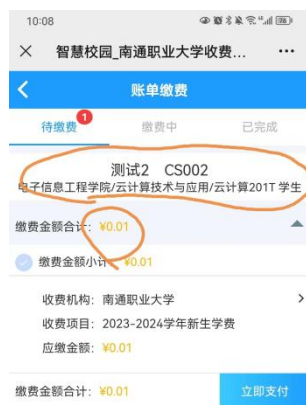 10:08
智慧校园_南通职业大学收费...
账单缴费
待缴费 1
缴费中
已完成
测试2 CS002
电子信息工程学院/云计算技术与应用/云计算201T 学生
缴费金额合计: ¥0.01
缴费金额小计: ¥0.01
收费机构: 南通职业大学
收费项目: 2023-2024学年新生学费
应缴金额: ¥0.01
缴费金额合计: ¥0.01
立即支付